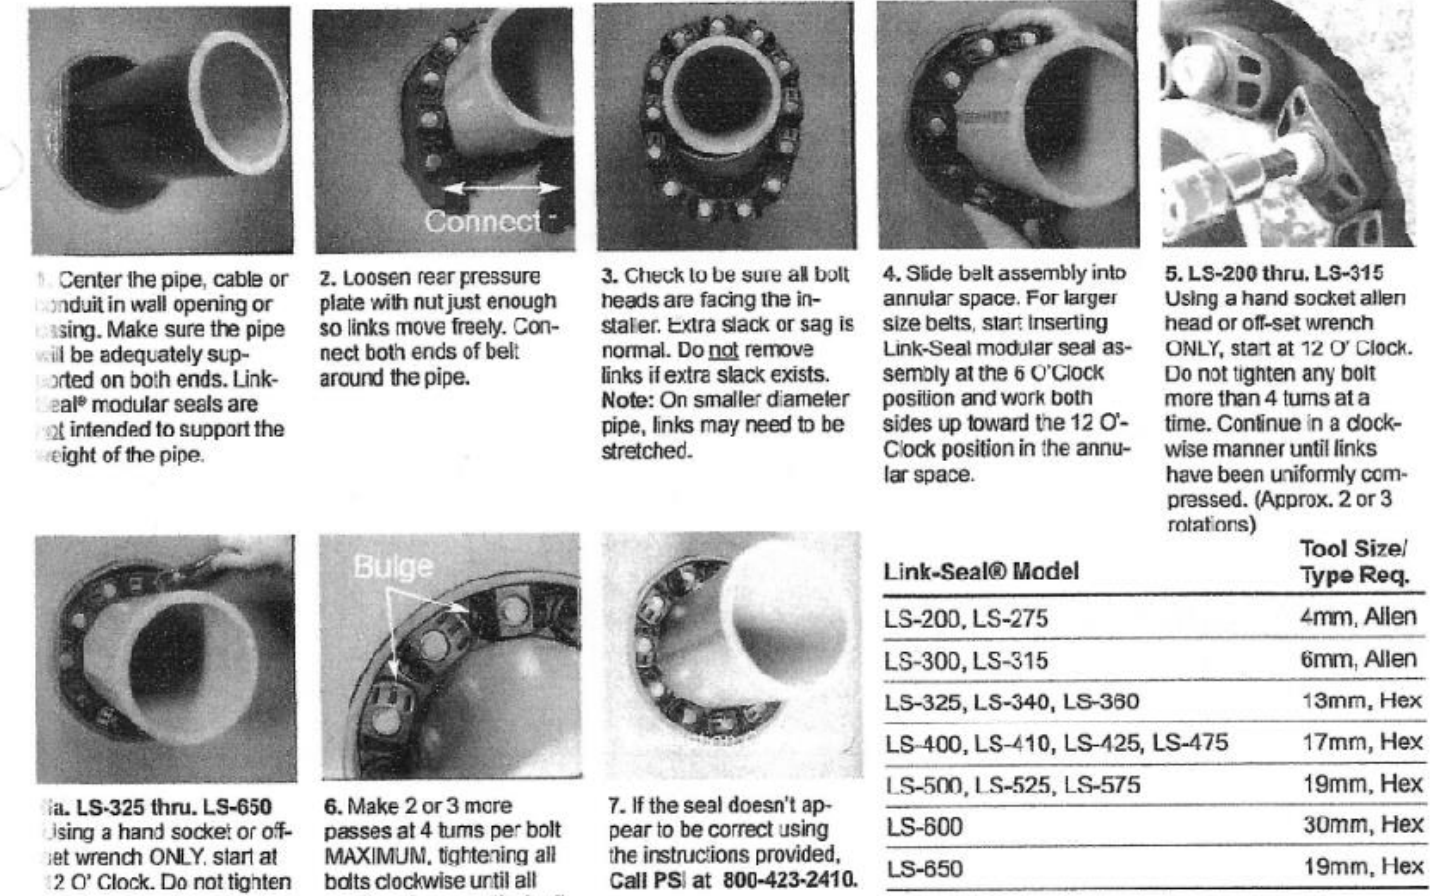 Connect
1. Center the pipe, cable or
conduit in wall opening or
casing. Make sure the pipe
will be adequately sup-
ported on both ends. Link-
Seal® modular seals are
not intended to support the
weight of the pipe.
2. Loosen rear pressure
plate with nut just enough
so links move freely. Con-
nect both ends of belt
around the pipe.
3. Check to be sure all bolt
heads are facing the in-
staller. Extra slack or sag is
normal. Do not remove
links if extra slack exists.
Note: On smaller diameter
pipe, links may need to be
stretched.
4. Slide belt assembly into
annular space. For larger
size belts, start inserting
Link-Seal modular seal as-
sembly at the 6 O'Clock
position and work both
sides up toward the 12 O'-
Clock position in the annu-
lar space.
5. LS-200 thru. LS-315
Using a hand socket allen
head or off-set wrench
ONLY, start at 12 O' Clock.
Do not tighten any bolt
more than 4 turns at a
time. Continue in a clock-
wise manner until links
have been uniformly com-
pressed. (Approx. 2 or 3
rotations)
Bulge
5a. LS-325 thru. LS-650
Using a hand socket or off-
set wrench ONLY, start at
12 O' Clock. Do not tighten
6. Make 2 or 3 more
passes at 4 turns per bolt
MAXIMUM, tightening all
bolts clockwise until all
7. If the seal doesn't ap-
pear to be correct using
the instructions provided,
Call PSI at 800-423-2410.
Link-Seal® Model Tool Size/
Type Req.
LS-200, LS-275 4mm, Allen
LS-300, LS-315 6mm, Allen
LS-325, LS-340, LS-360 13mm, Hex
LS-400, LS-410, LS-425, LS-475 17mm, Hex
LS-500, LS-525, LS-575 19mm, Hex
LS-600 30mm, Hex
LS-650 19mm, Hex